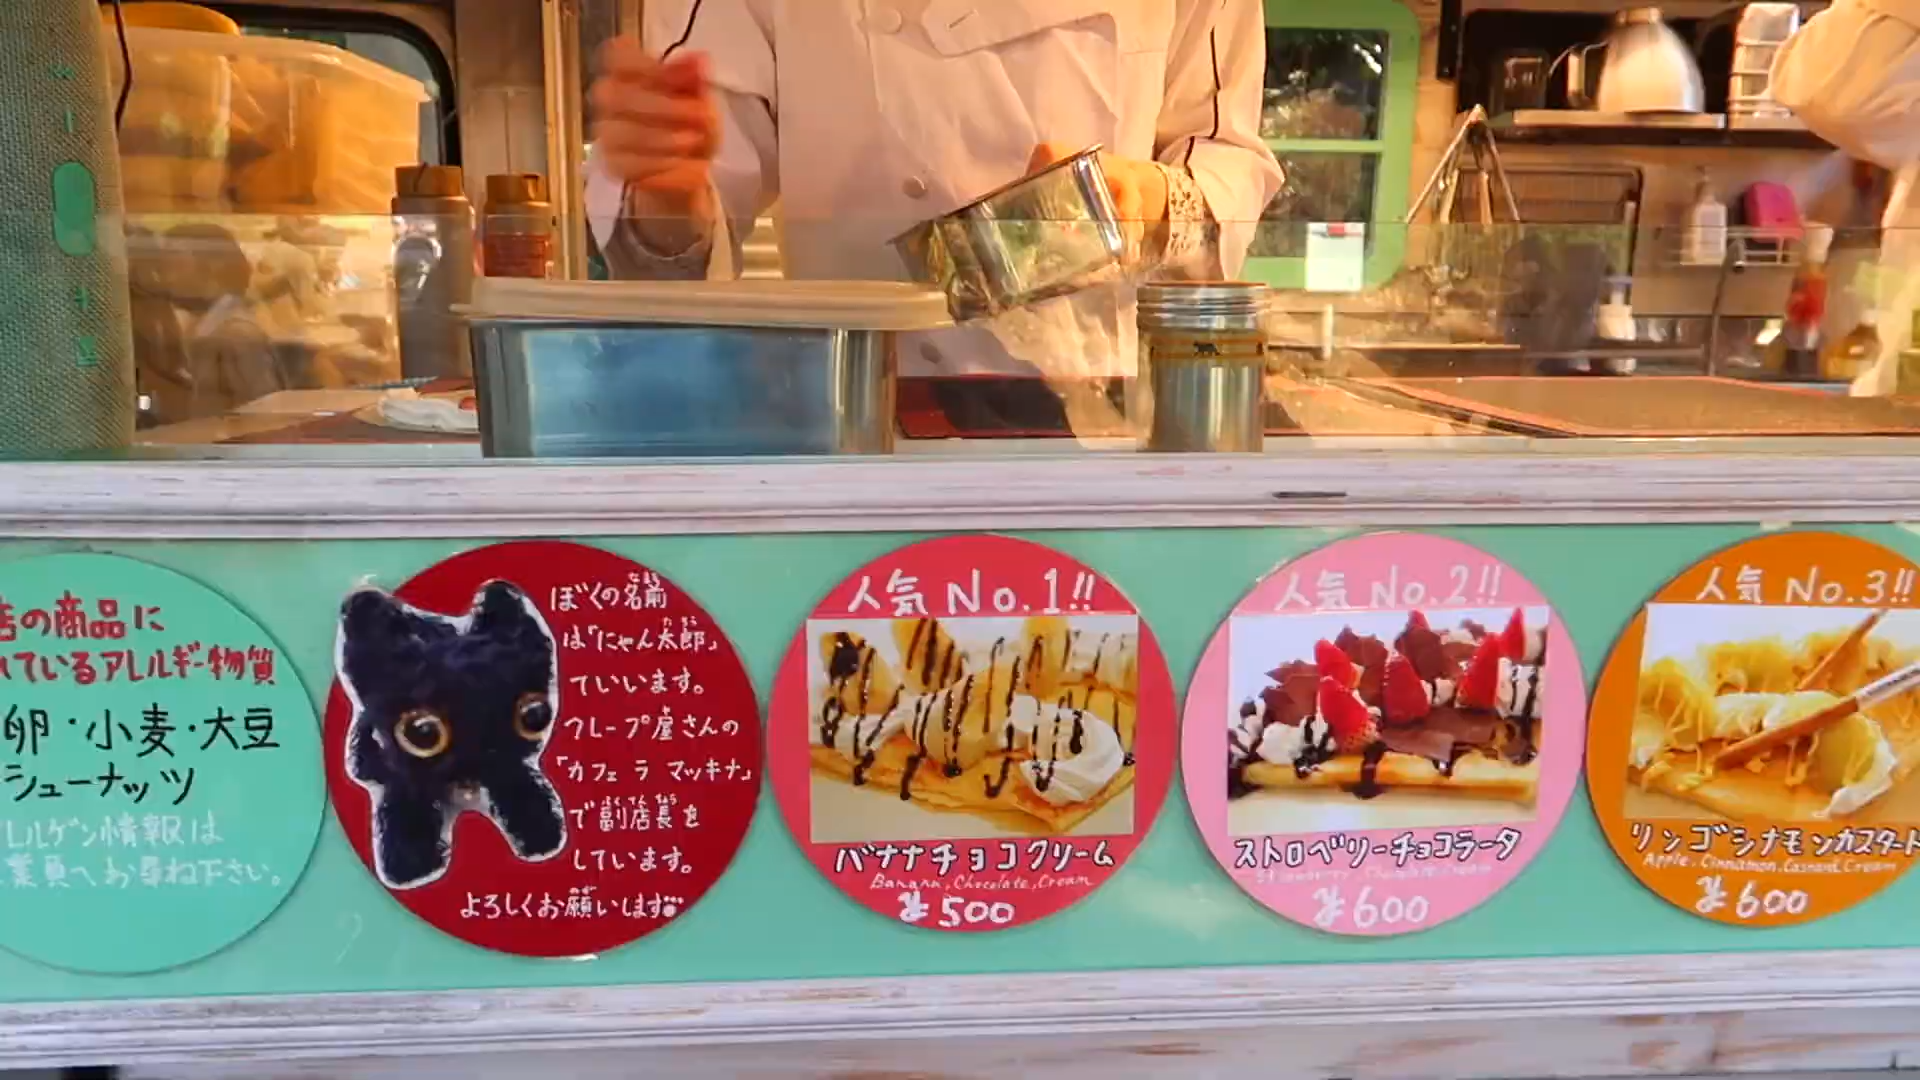 店の商品に
れているアレルギー物質
卵・小麦・大豆
シューナッツ
レルゲン情報は
業員へお尋ね下さい。
ぼくの名前
は「にゃん太郎」
ていいます。
クレープ屋さんの
「カフェ ラ マッキナ」
で副店長を
しています。
よろしくお願いします
人気 No.1!!
バナナチョコクリーム
Banana, Chocolate, Cream
¥500
人気 No.2!!
ストロベリーチョコラータ
Strawberry, Chocolate, Cream
¥600
人気 No.3!!
リンゴシナモンカスタード
Apple, Cinnamon, Casnard, Cream
¥600